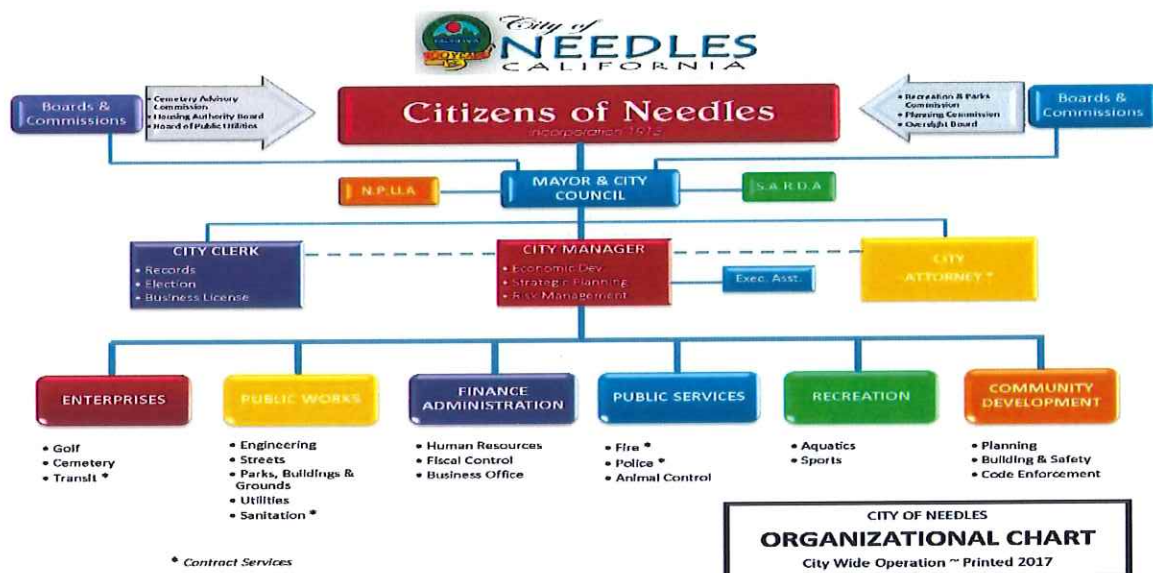 City of
NEEDLES
CALIFORNIA
Boards &
Commissions
• Cemetery Advisory
Commission
• Housing Authority Board
• Board of Public Utilities
Citizens of Needles
Incorporation 1913
• Recreation & Parks
Commission
• Planning Commission
• Oversight Board
Boards &
Commissions
N.P.U.A
MAYOR & CITY
COUNCIL
S.A.R.D.A
CITY CLERK
• Records
• Election
• Business License
CITY MANAGER
• Economic Dev.
• Strategic Planning
• Risk Management
Exec. Asst.
CITY
ATTORNEY *
ENTERPRISES
• Golf
• Cemetery
• Transit *
PUBLIC WORKS
• Engineering
• Streets
• Parks, Buildings &
Grounds
• Utilities
• Sanitation *
FINANCE
ADMINISTRATION
• Human Resources
• Fiscal Control
• Business Office
PUBLIC SERVICES
• Fire *
• Police *
• Animal Control
RECREATION
• Aquatics
• Sports
COMMUNITY
DEVELOPMENT
• Planning
• Building & Safety
• Code Enforcement
* Contract Services
CITY OF NEEDLES
ORGANIZATIONAL CHART
City Wide Operation ~ Printed 2017